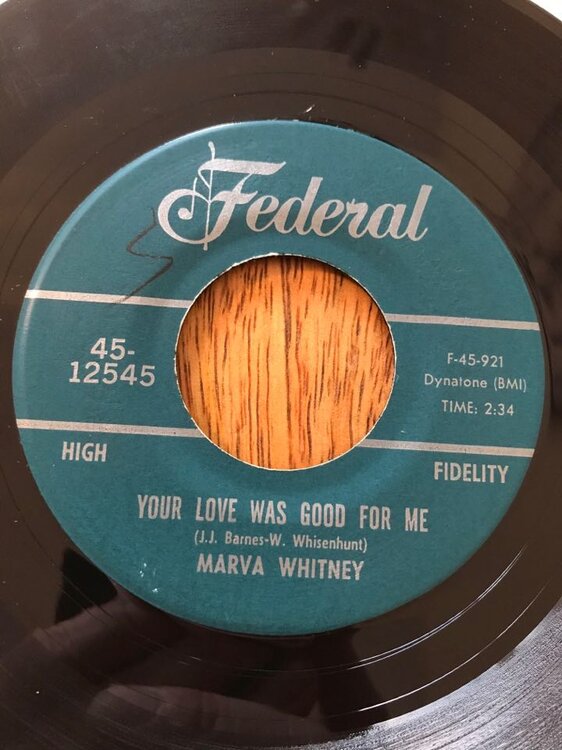 Federal
45-
12545
F-45-921
Dynatone (BMI)
TIME: 2:34
HIGH
FIDELITY
YOUR LOVE WAS GOOD FOR ME
(J.J. Barnes-W. Whisenhunt)
MARVA WHITNEY